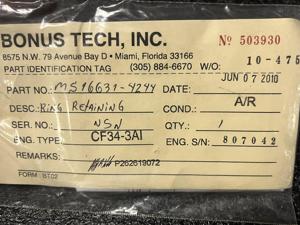 BONUS TECH, INC. Nº 503930
8575 N.W. 79 Avenue Bay D • Miami, Florida 33166
PART IDENTIFICATION TAG (305) 884-6670 W/O: 10-475
PART NO.: MS16631-4244 DATE: JUN 07 2010
DESC: RING RETAINING COND.: A/R
SER. NO. NSN QTY.: 1
ENG. TYPE: CF34-3A1 ENG. S/N: 807042
REMARKS: P262619072
FORM: BT02